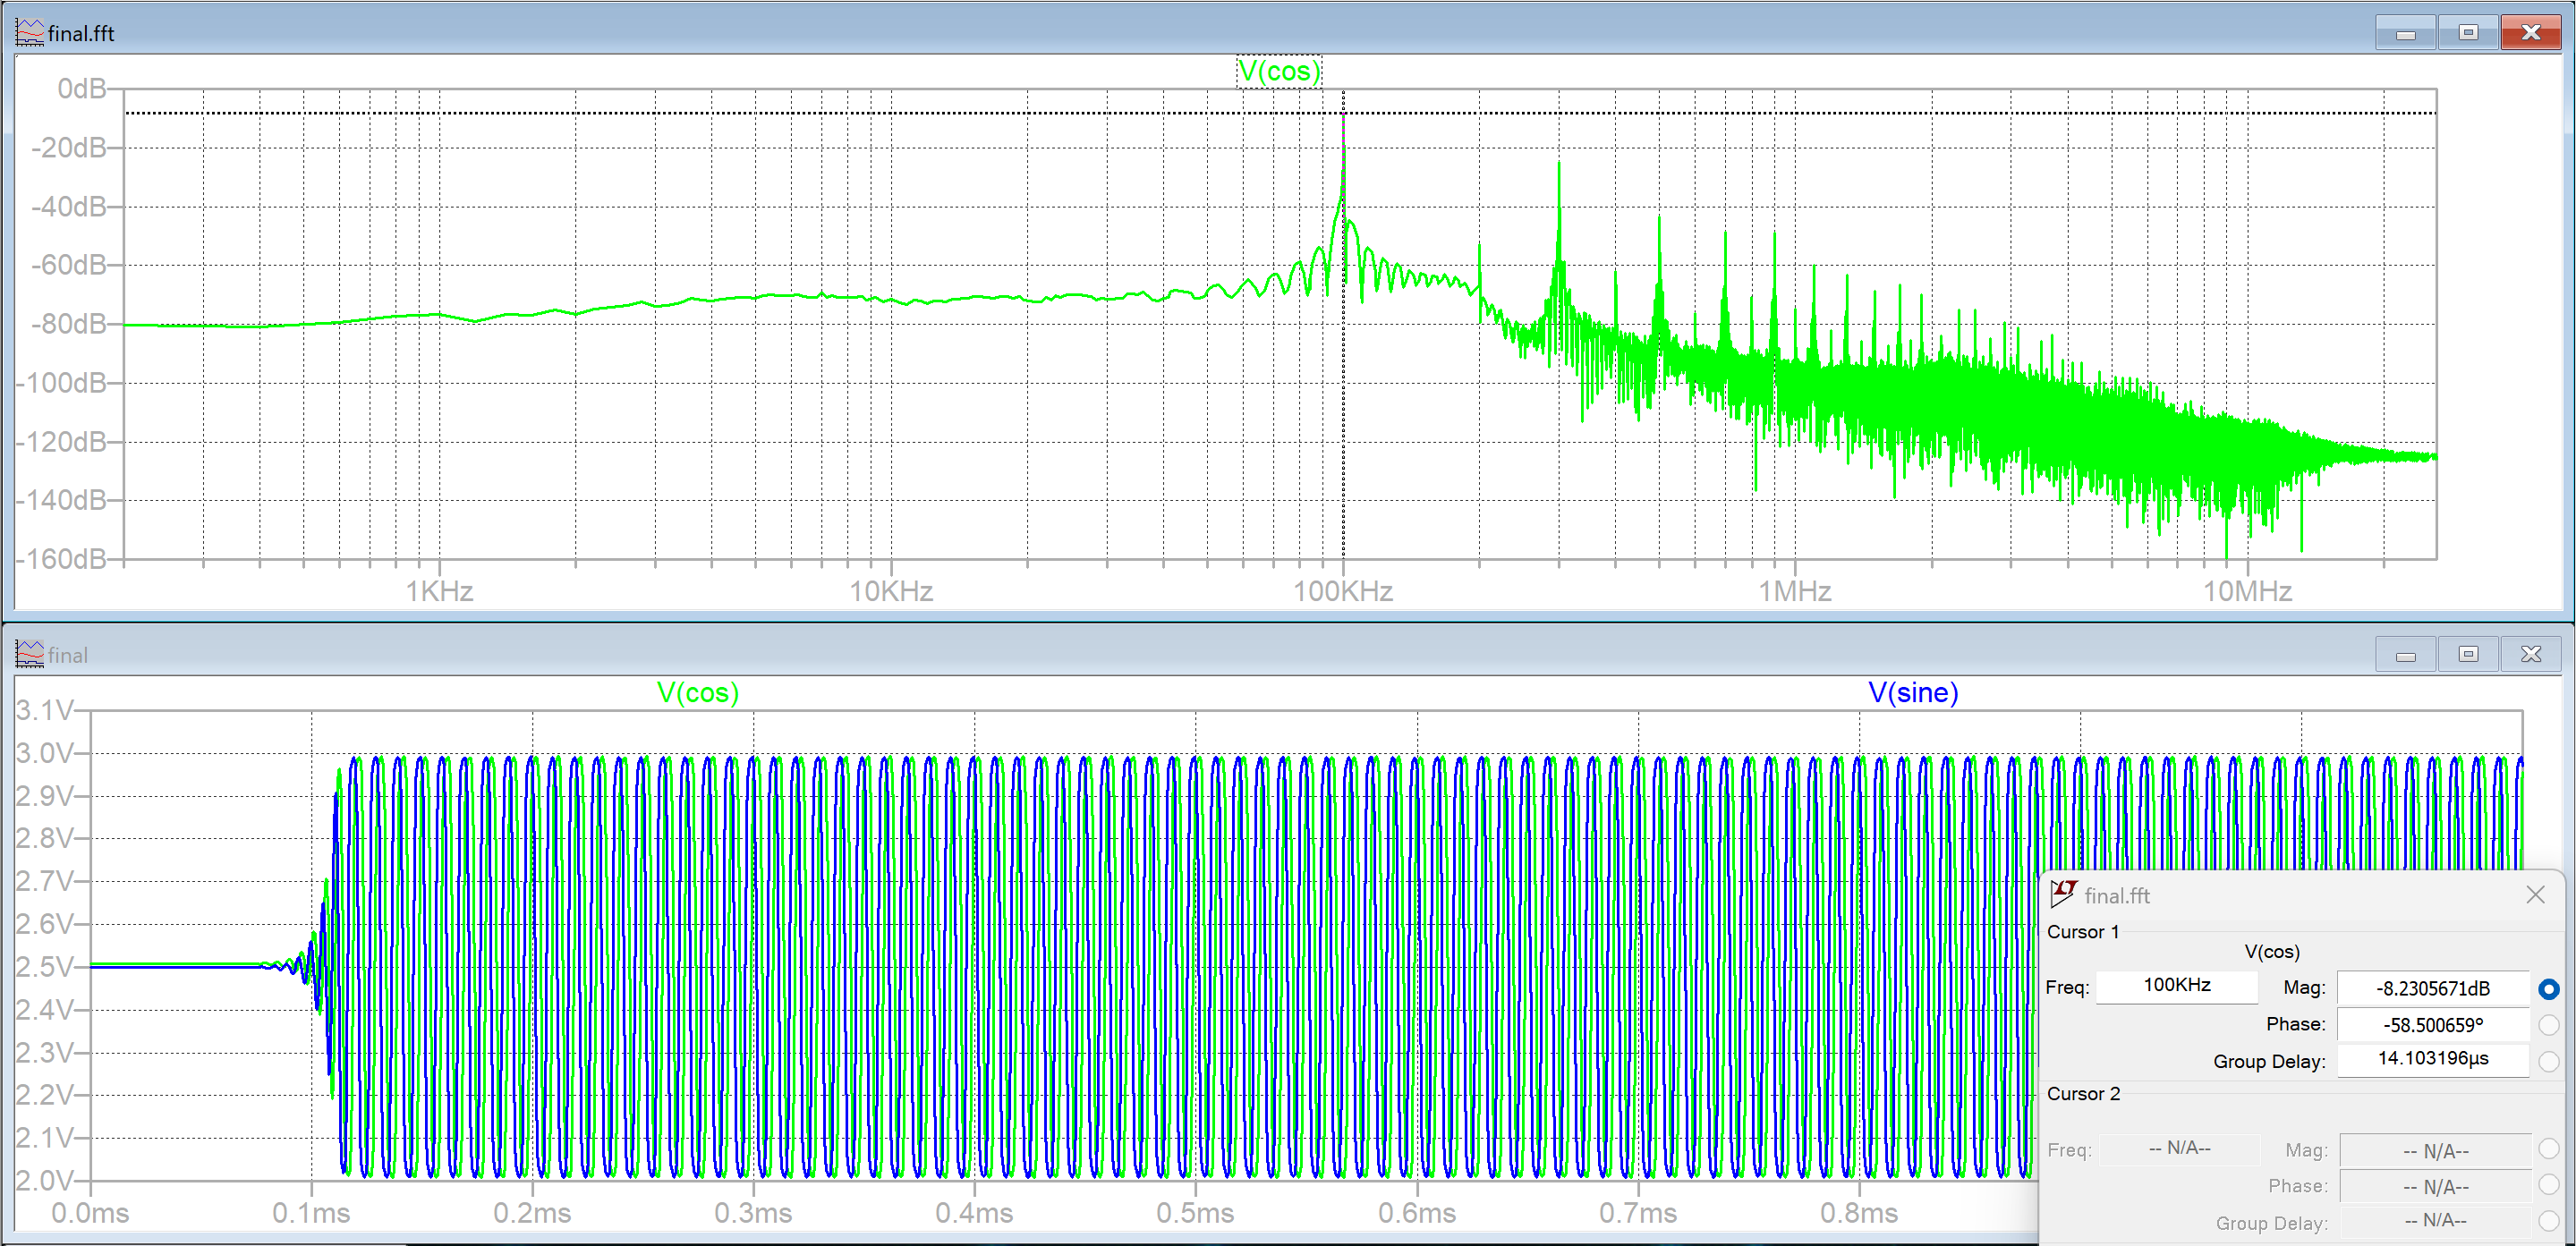 final.fft
V(cos)
0dB
-20dB
-40dB
-60dB
-80dB
-100dB
-120dB
-140dB
-160dB
1KHz 10KHz 100KHz 1MHz 10MHz
final
V(cos) V(sine)
3.1V
3.0V
2.9V
2.8V
2.7V
2.6V
2.5V
2.4V
2.3V
2.2V
2.1V
2.0V
0.0ms 0.1ms 0.2ms 0.3ms 0.4ms 0.5ms 0.6ms 0.7ms 0.8ms
final.fft
Cursor 1
V(cos)
Freq: 100KHz Mag: -8.2305671dB
Phase: -58.500659°
Group Delay: 14.103196µs
Cursor 2
Freq: -- N/A-- Mag: -- N/A--
Phase: -- N/A--
Group Delay: -- N/A--